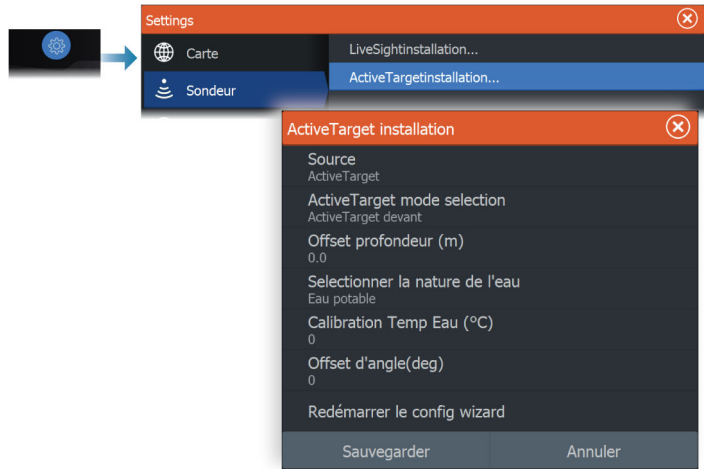 Settings
Carte
LiveSightinstallation...
Sondeur
ActiveTargetinstallation...
ActiveTarget installation
Source
ActiveTarget
ActiveTarget mode selection
ActiveTarget devant
Offset profondeur (m)
0.0
Selectionner la nature de l'eau
Eau potable
Calibration Temp Eau (°C)
0
Offset d'angle(deg)
0
Redémarrer le config wizard
Sauvegarder Annuler